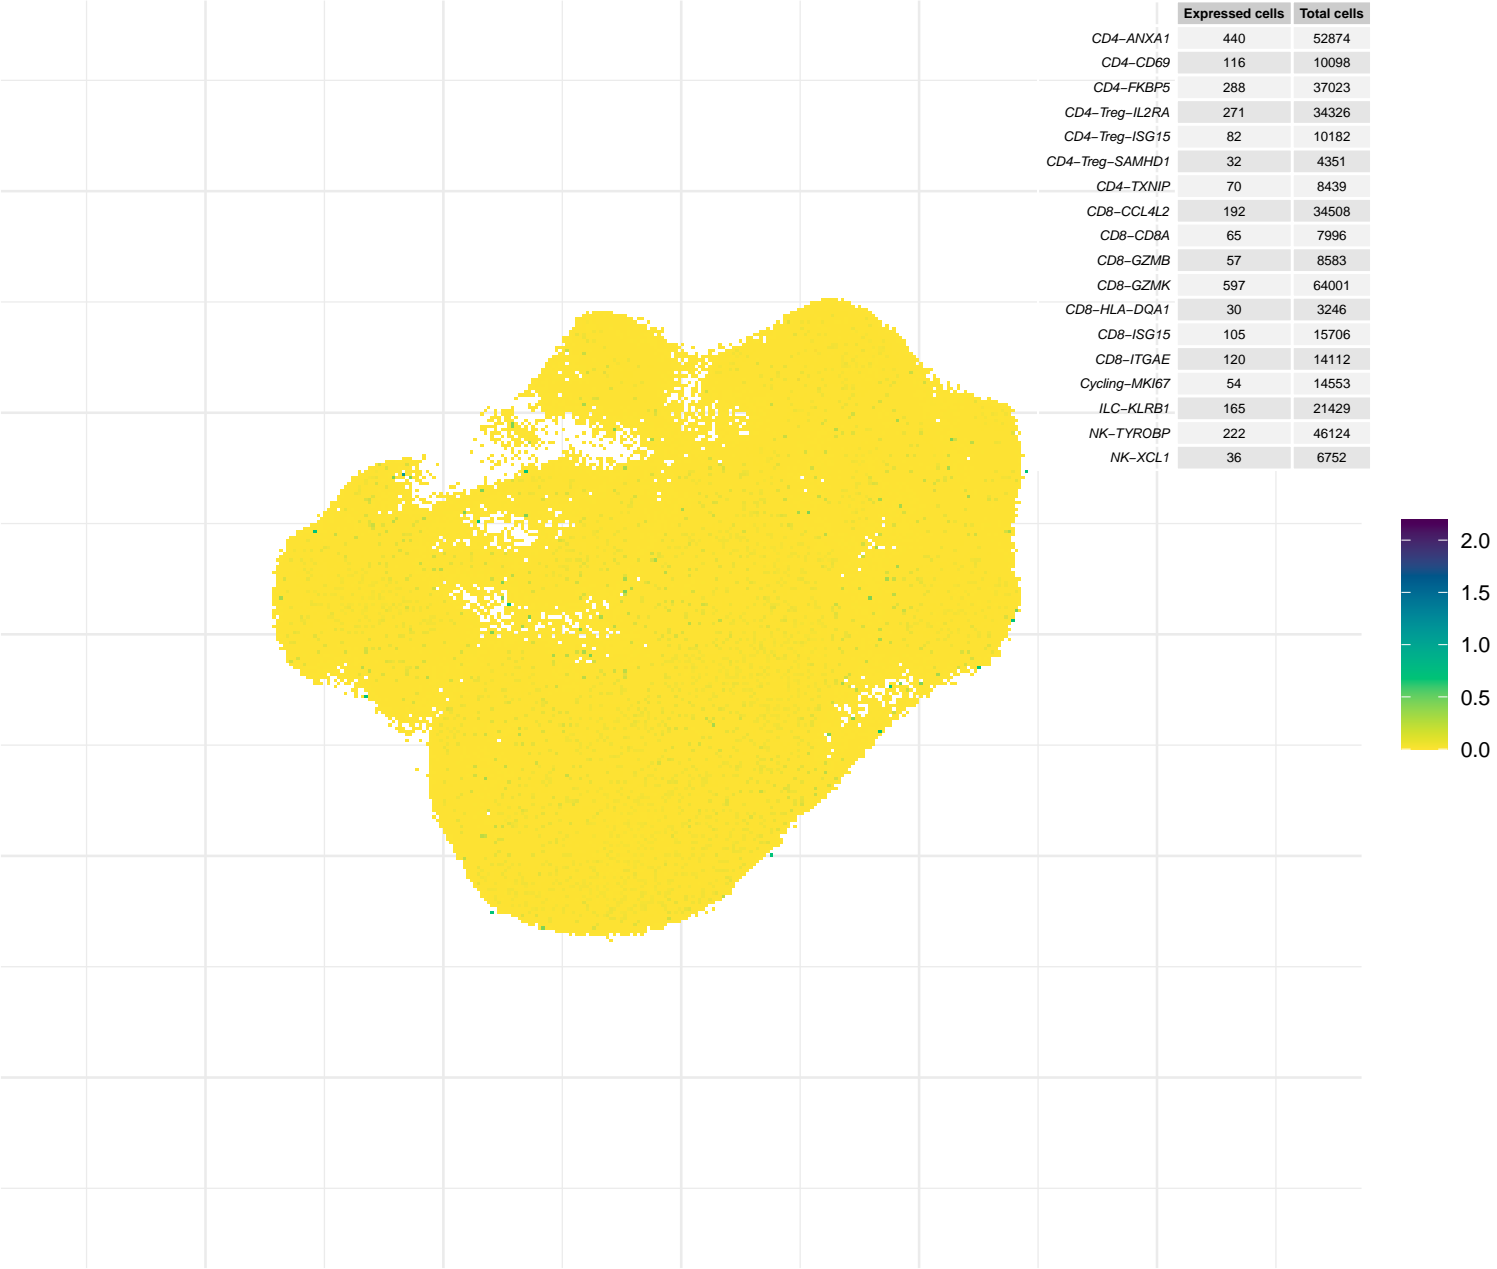 Expressed cells Total cells
CD4−ANXA1 440 52874
CD4−CD69 116 10098
CD4−FKBP5 288 37023
CD4−Treg−IL2RA 271 34326
CD4−Treg−ISG15 82 10182
CD4−Treg−SAMHD1 32 4351
CD4−TXNIP 70 8439
CD8−CCL4L2 192 34508
CD8−CD8A 65 7996
CD8−GZMB 57 8583
CD8−GZMK 597 64001
CD8−HLA−DQA1 30 3246
CD8−ISG15 105 15706
CD8−ITGAE 120 14112
Cycling−MKI67 54 14553
ILC−KLRB1 165 21429
NK−TYROBP 222 46124
NK−XCL1 36 6752
2.0
1.5
1.0
0.5
0.0